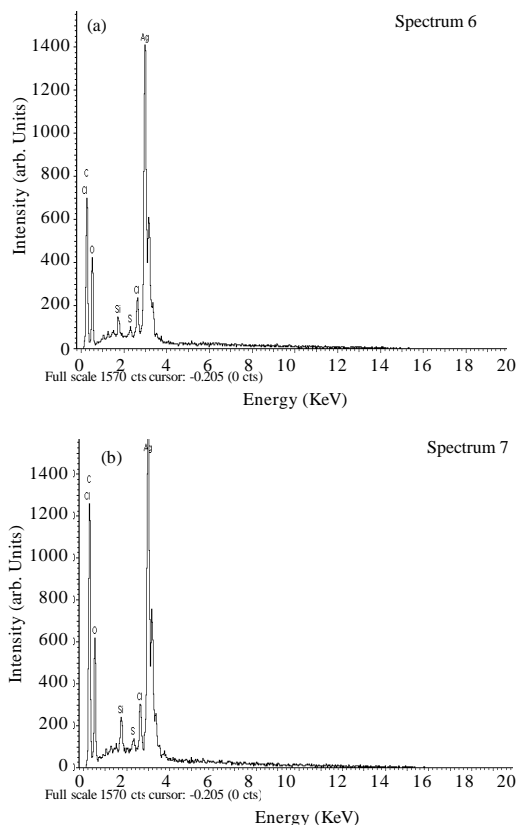 (a)
Spectrum 6
Ag
1400
1200
1000
800
C
Cl
600
O
400
Cl
200
Si
S
0
0 2 4 6 8 10 12 14 16 18 20
Full scale 1570 cts cursor: -0.205 (0 cts)
Energy (KeV)
Intensity (arb. Units)
(b)
Spectrum 7
Ag
1400
C
Cl
1200
1000
800
O
600
400
Cl
Si
200
S
0
0 2 4 6 8 10 12 14 16 18 20
Full scale 1570 cts cursor: -0.205 (0 cts)
Energy (KeV)
Intensity (arb. Units)